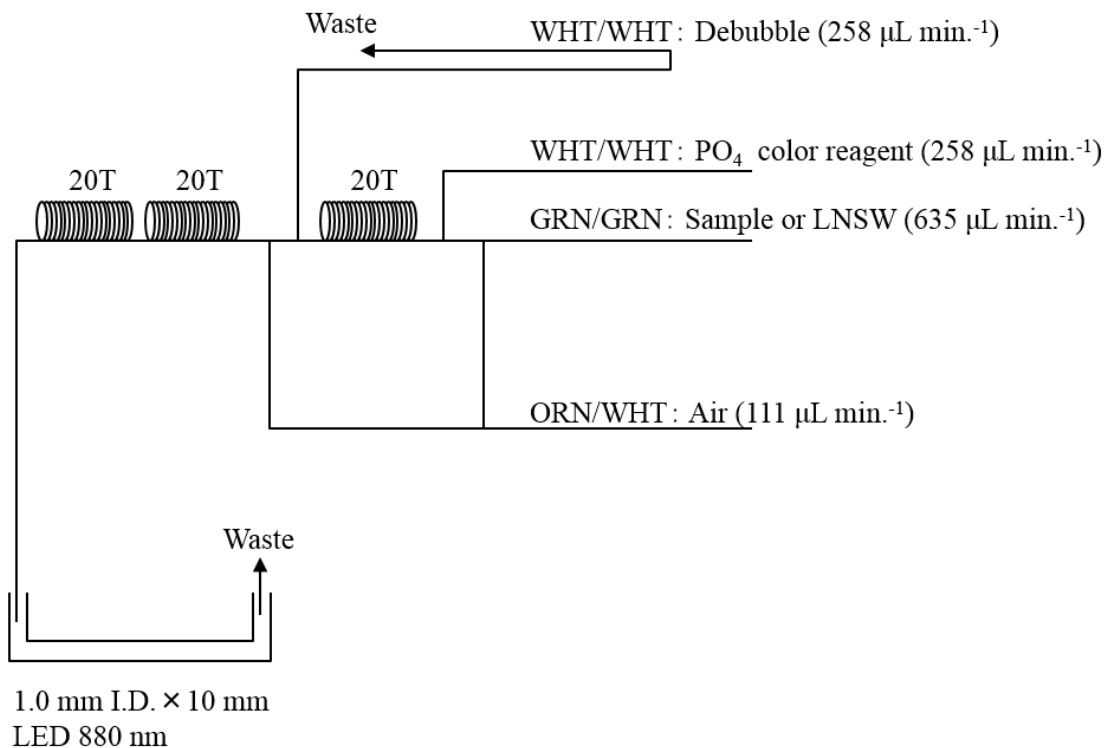 Waste
WHT/WHT : Debubble (258 μL min.⁻¹)
WHT/WHT : PO₄ color reagent (258 μL min.⁻¹)
20T 20T 20T
GRN/GRN : Sample or LNSW (635 μL min.⁻¹)
ORN/WHT : Air (111 μL min.⁻¹)
Waste
1.0 mm I.D. × 10 mm
LED 880 nm